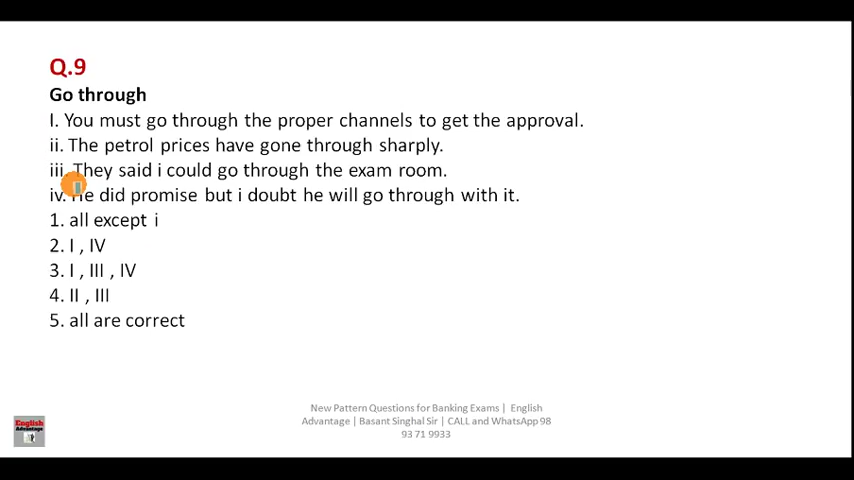 Q.9
Go through
I. You must go through the proper channels to get the approval.
ii. The petrol prices have gone through sharply.
iii. They said i could go through the exam room.
iv. He did promise but i doubt he will go through with it.
1. all except i
2. I , IV
3. I , III , IV
4. II , III
5. all are correct
New Pattern Questions for Banking Exams | English
Advantage | Basant Singhal Sir | CALL and WhatsApp 98
93 71 9933
English
Advantage